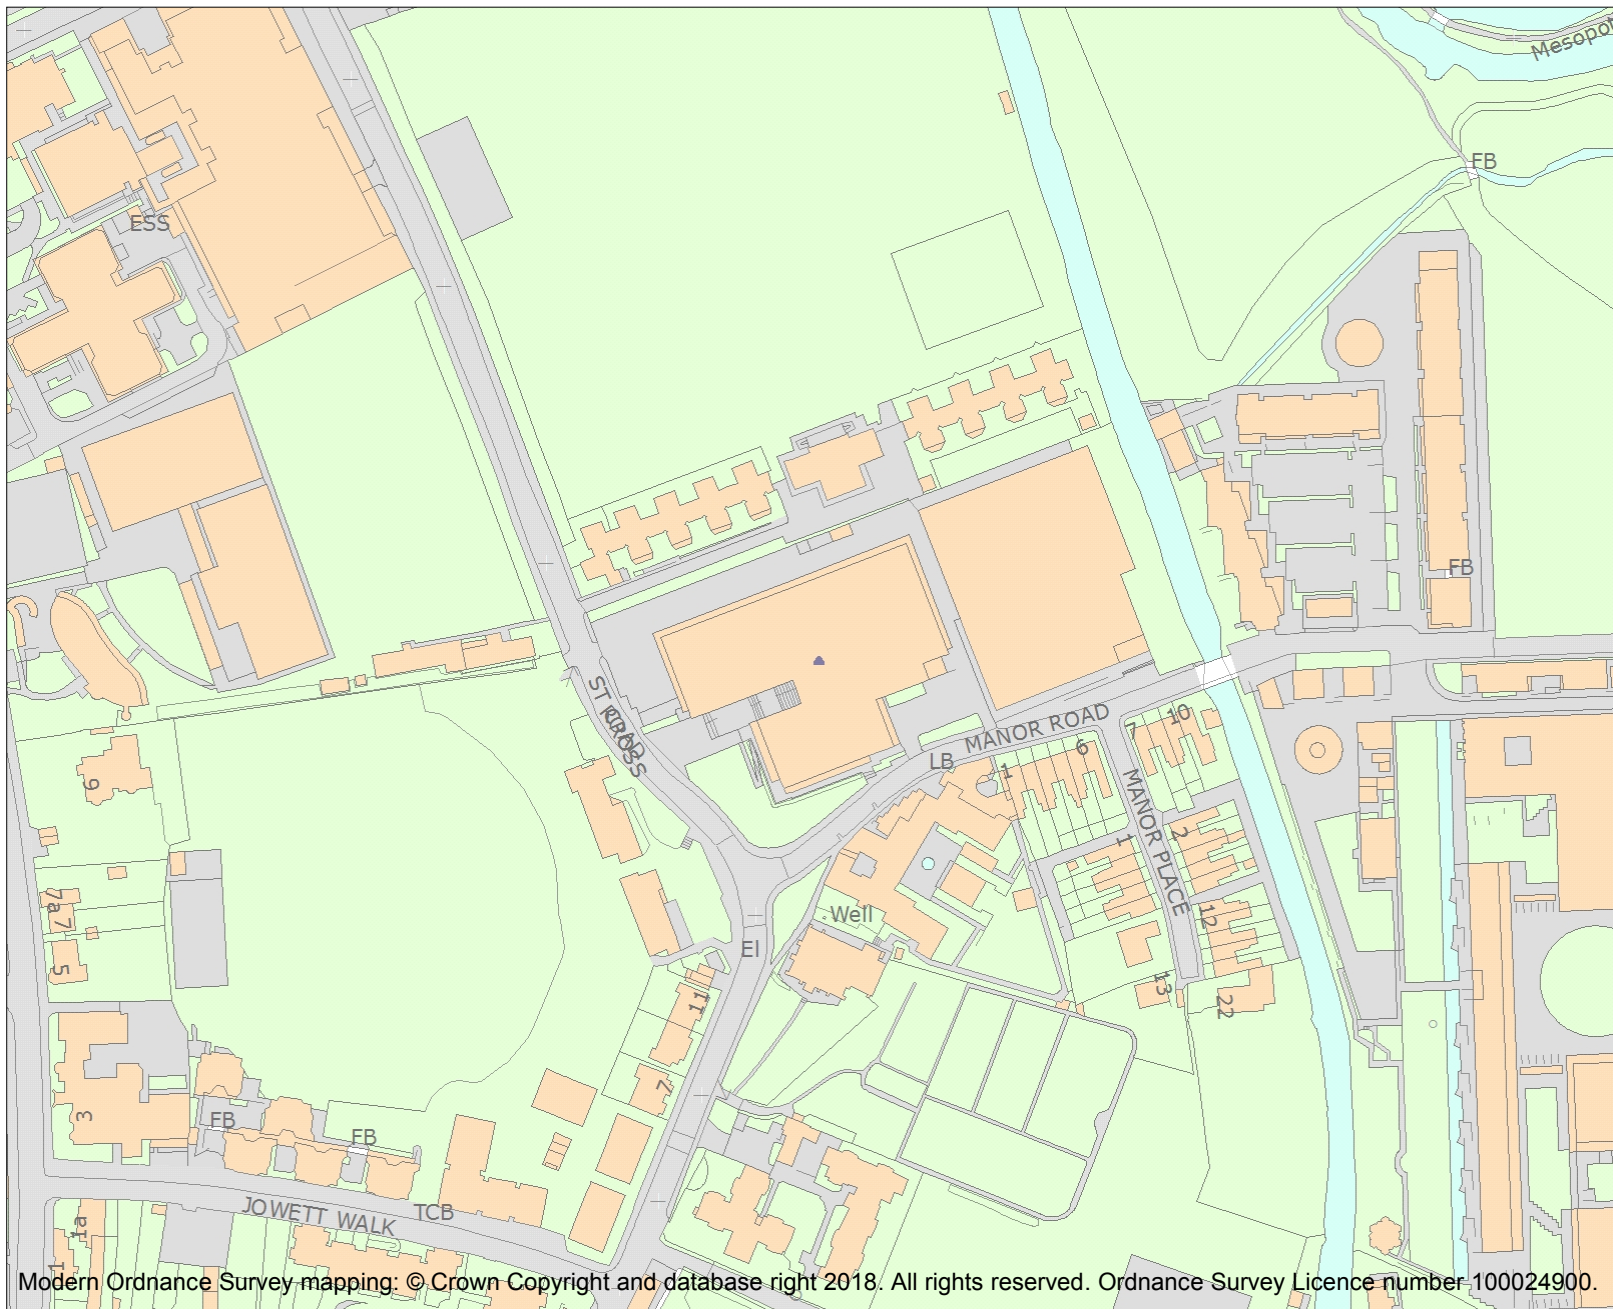 Mesopot
FB
ESS
FB
ST CROSS
ROAD
MANOR ROAD
10
7
6
LB
1
MANOR PLACE
9
1
2
7a
7
Well
12
5
El
13
11
22
7
3
FB
FB
JOWETT WALK
TCB
1a
1
Modern Ordnance Survey mapping: © Crown Copyright and database right 2018. All rights reserved. Ordnance Survey Licence number 100024900.